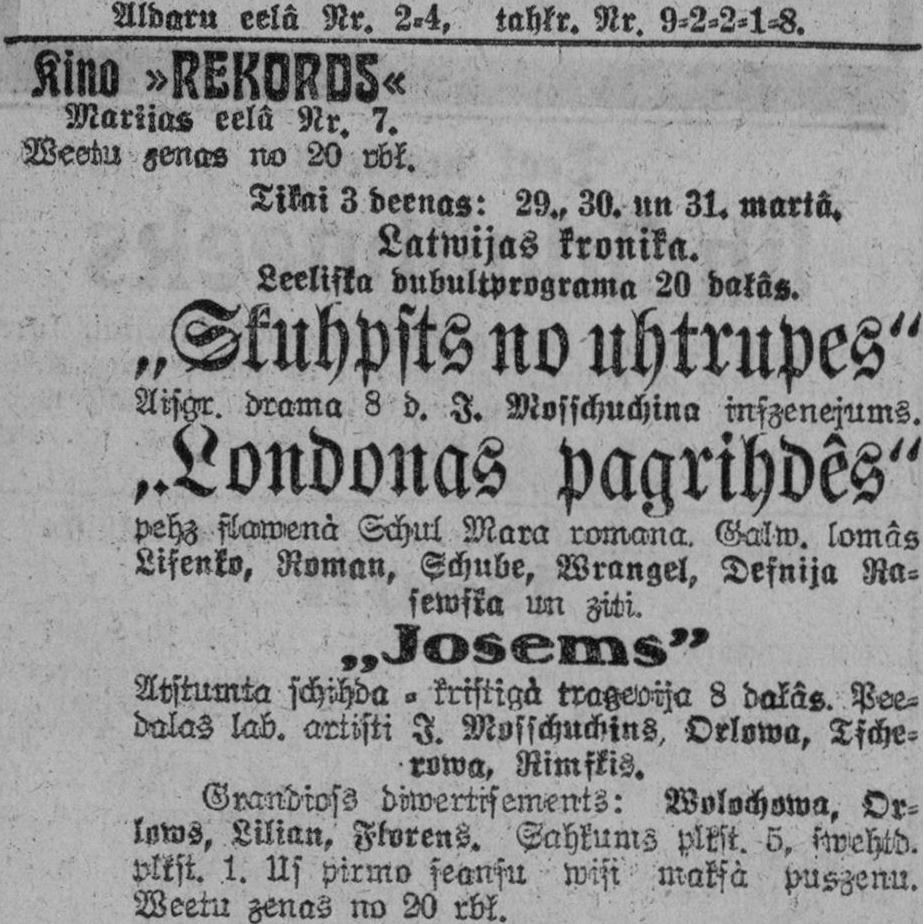 Aldaru eelâ Nr. 2-4, tahlr. Nr. 9-2-2-1-8.
Kino »REKORDS«
Marijas eelâ Nr. 7.
Weetu zenas no 20 rbł.
Tikai 3 deenas: 29., 30. un 31. martâ.
Latwijas kronika.
Leeliſka dubultprograma 20 daļâs.
„Skuhpſts no uhtrupes“
Aiſgr. drama 8 d. J. Moſſchuchina inſzenejums.
„Londonas pagrihdês“
pehz ſlawenà Schul Mara romana. Galw. lomâs
Liſenko, Roman, Schube, Wrangel, Deſnija Ra-
ſewſka un ziti.
„Josems”
Atstumta ſchihda - kriſtigà tragedija 8 daļâs. Pee-
dalas lab. artiſti J. Moſſchuchins, Orlowa, Tſche-
rowa, Rimſkis.
Grandioſs diwertiſements: Wolochowa, Or-
lows, Lilian, Florens. Sahkums plkſt. 5, ſwehtd.
plkſt. 1. Uſ pirmo ſeanſu wiſi makſà puszenu.
Weetu zenas no 20 rbł.